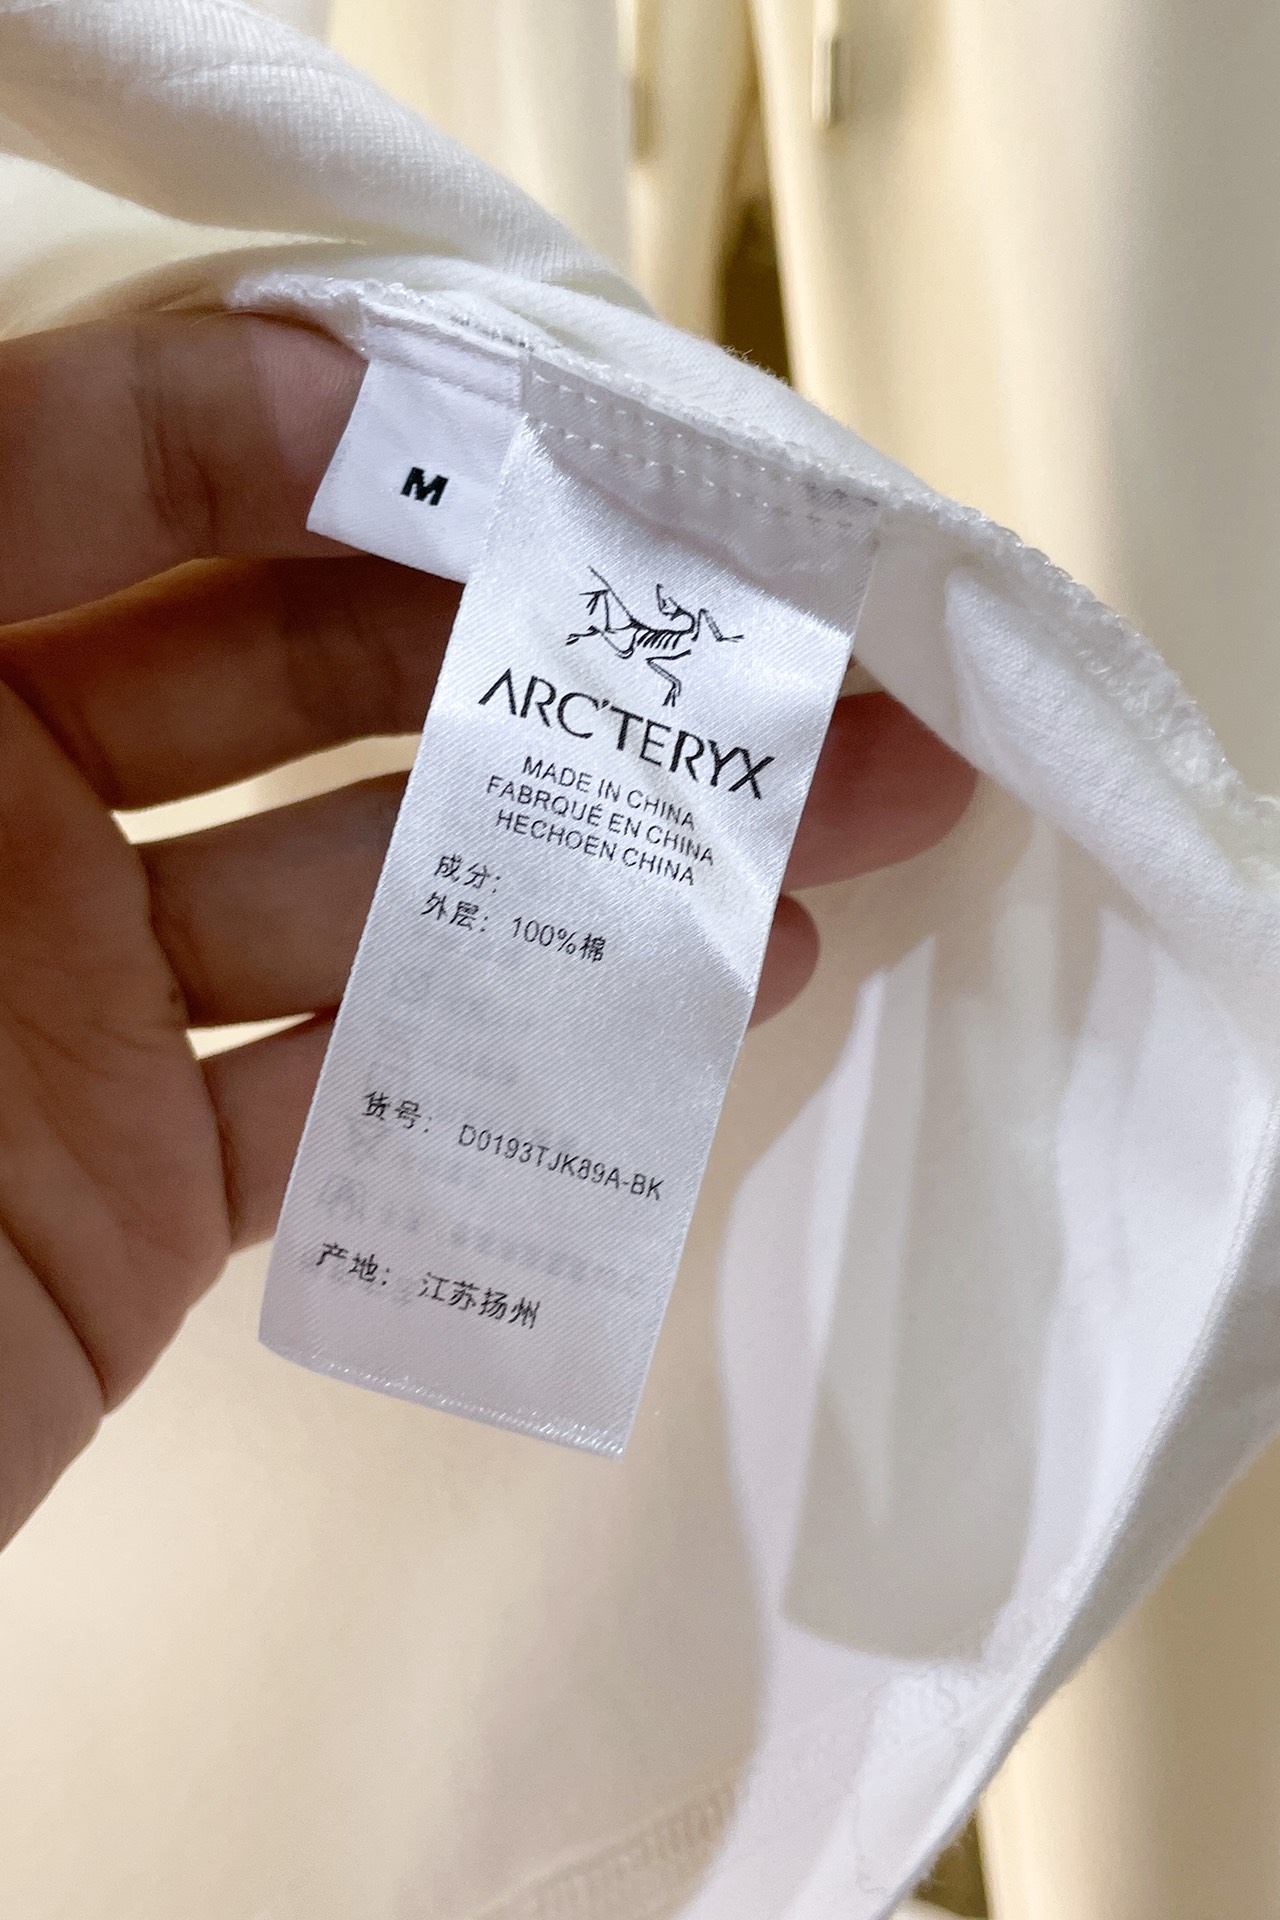 M
ARC'TERYX
MADE IN CHINA
FABRQUÉ EN CHINA
HECHOEN CHINA
成分：
外层：100%棉
货号： D0193TJK89A-BK
产地： 江苏扬州